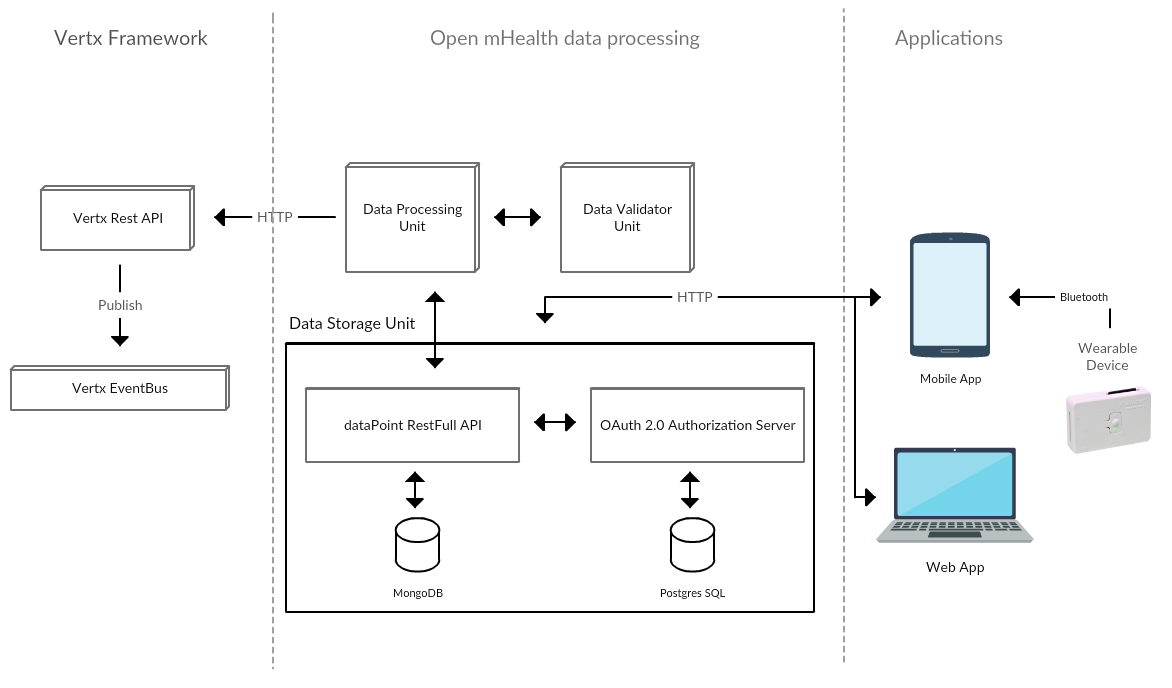 Vertx Framework
Open mHealth data processing
Applications
Vertx Rest API
HTTP
Data Processing
Unit
Data Validator
Unit
Publish
Vertx EventBus
HTTP
Bluetooth
Wearable
Device
Mobile App
Data Storage Unit
dataPoint RestFull API
OAuth 2.0 Authorization Server
MongoDB
Postgres SQL
Web App